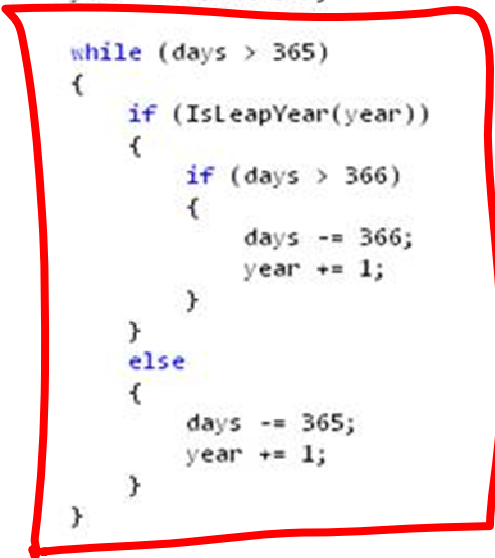 while (days > 365)
{
if (IsLeapYear(year))
{
if (days > 366)
{
days -= 366;
year += 1;
}
}
else
{
days -= 365;
year += 1;
}
}